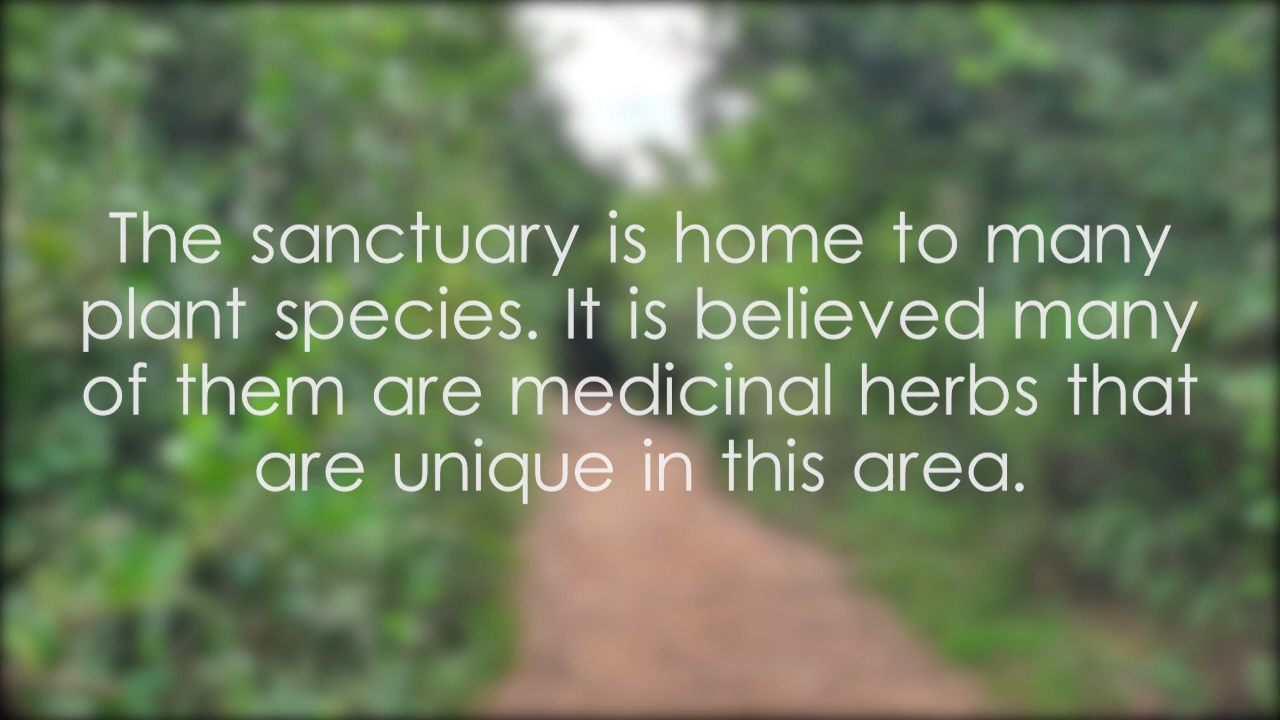 The sanctuary is home to many
plant species. It is believed many
of them are medicinal herbs that
are unique in this area.